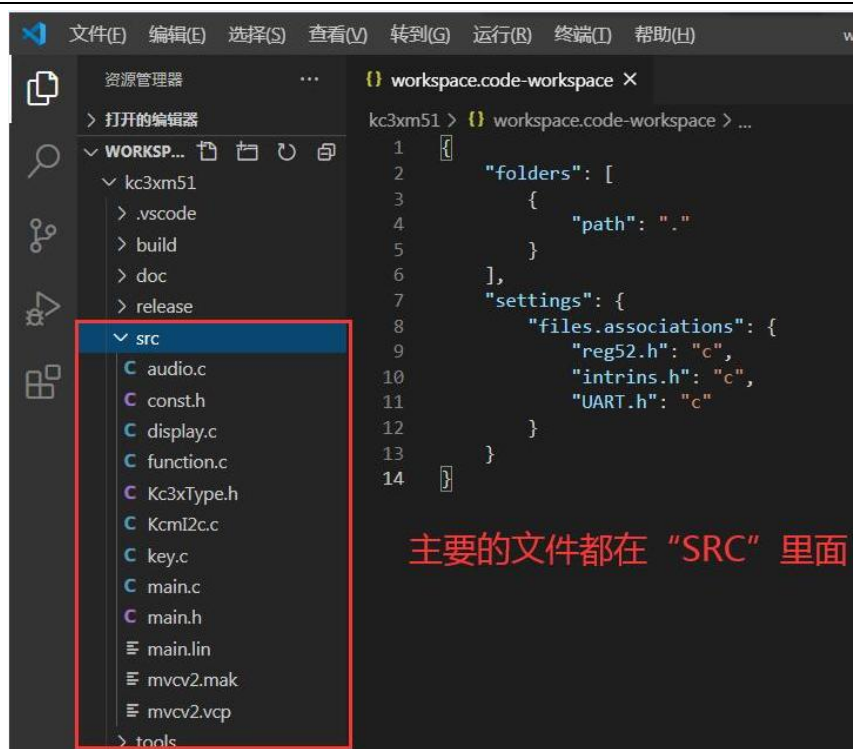 文件(F) 编辑(E) 选择(S) 查看(V) 转到(G) 运行(R) 终端(T) 帮助(H)
资源管理器 ...
> 打开的编辑器
WORKSP...
kc3xm51
> .vscode
> build
> doc
> release
src
C audio.c
C const.h
C display.c
C function.c
C Kc3xType.h
C KcmI2c.c
C key.c
C main.c
C main.h
main.lin
mvcv2.mak
mvcv2.vcp
> tools
{} workspace.code-workspace ×
kc3xm51 > {} workspace.code-workspace > ...
1 {
2 "folders": [
3 {
4 "path": "."
5 }
6 ],
7 "settings": {
8 "files.associations": {
9 "reg52.h": "c",
10 "intrins.h": "c",
11 "UART.h": "c"
12 }
13 }
14 }
主要的文件都在“SRC”里面